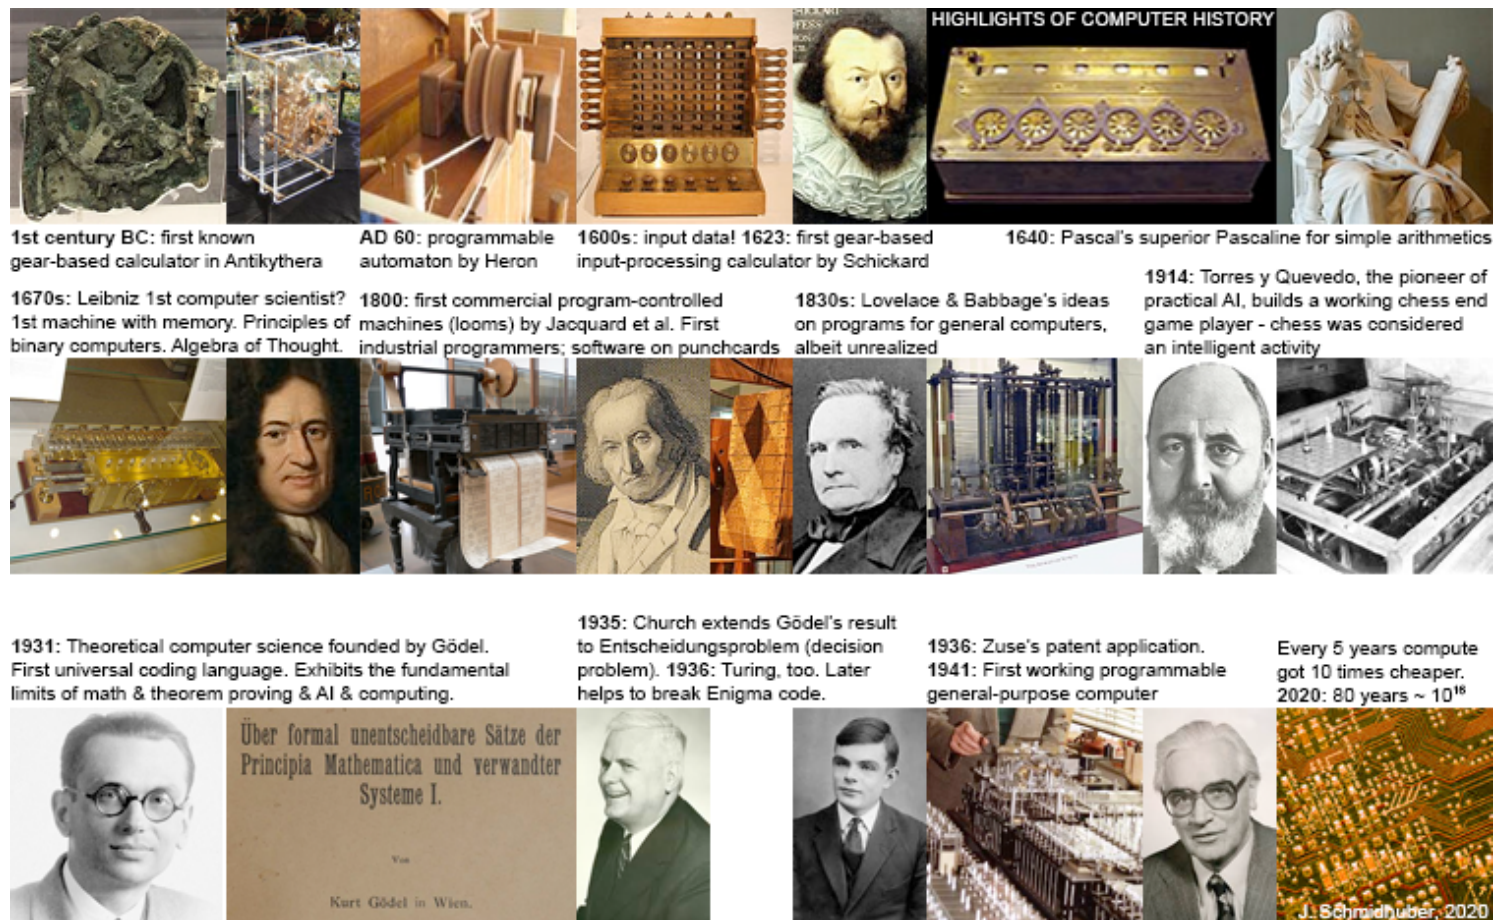 HIGHLIGHTS OF COMPUTER HISTORY
1st century BC: first known
gear-based calculator in Antikythera
AD 60: programmable
automaton by Heron
1600s: input data! 1623: first gear-based
input-processing calculator by Schickard
1640: Pascal's superior Pascaline for simple arithmetics
1670s: Leibniz 1st computer scientist?
1st machine with memory. Principles of
binary computers. Algebra of Thought.
1800: first commercial program-controlled
machines (looms) by Jacquard et al. First
industrial programmers; software on punchcards
1830s: Lovelace & Babbage's ideas
on programs for general computers,
albeit unrealized
1914: Torres y Quevedo, the pioneer of
practical AI, builds a working chess end
game player - chess was considered
an intelligent activity
1931: Theoretical computer science founded by Gödel.
First universal coding language. Exhibits the fundamental
limits of math & theorem proving & AI & computing.
1935: Church extends Gödel's result
to Entscheidungsproblem (decision
problem). 1936: Turing, too. Later
helps to break Enigma code.
1936: Zuse's patent application.
1941: First working programmable
general-purpose computer
Every 5 years compute
got 10 times cheaper.
2020: 80 years ~ 10¹⁶
Über formal unentscheidbare Sätze der
Principia Mathematica und verwandter
Systeme I.
Von
Kurt Gödel in Wien.
J. Schmidhuber, 2020